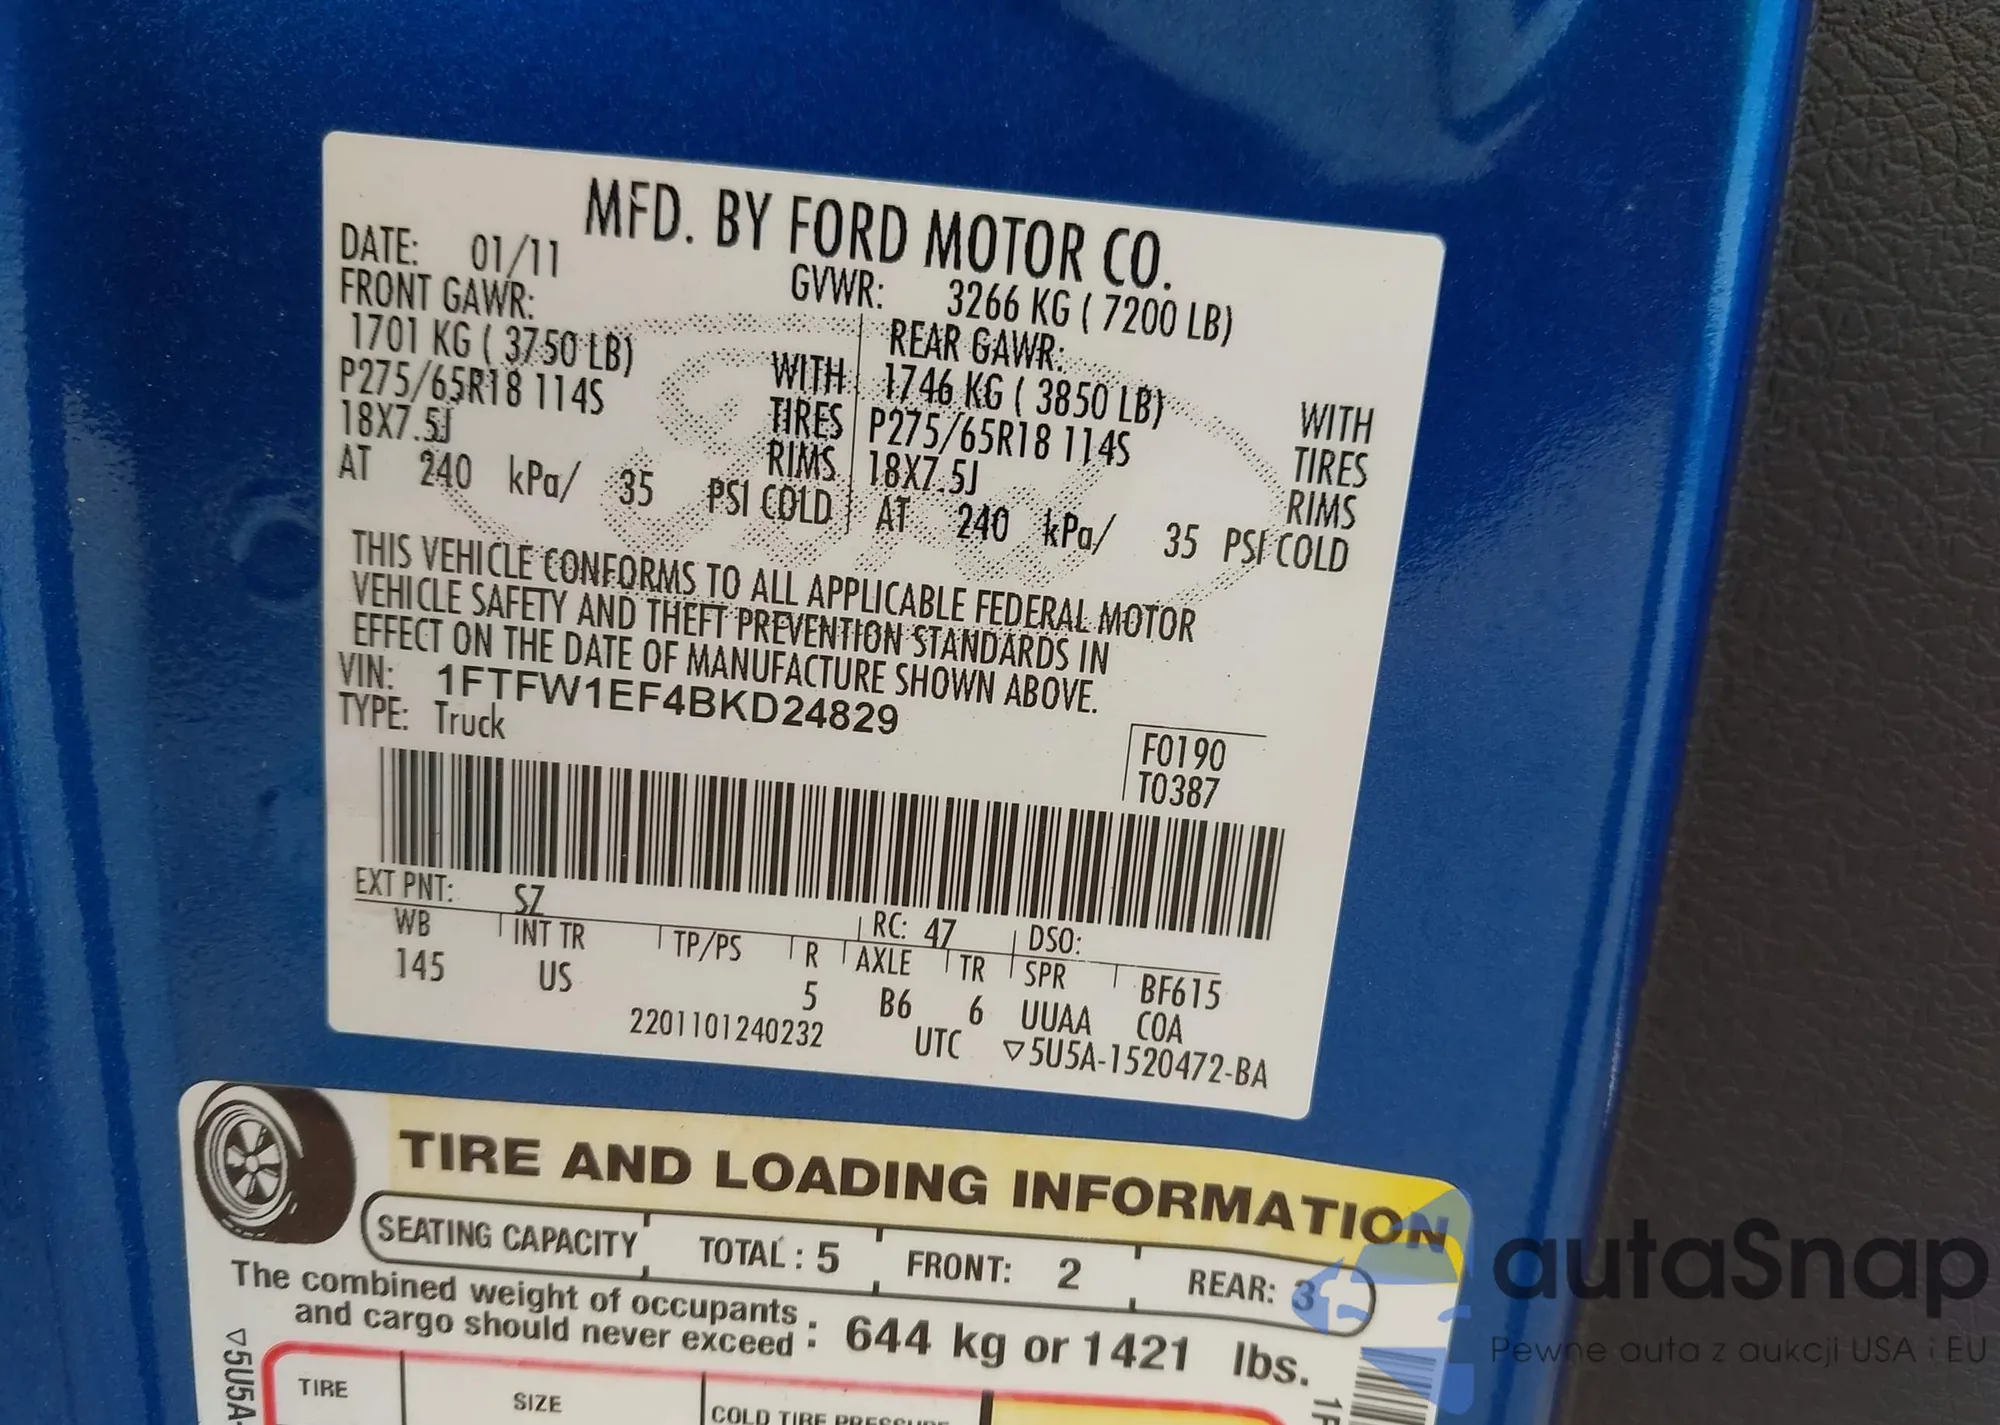 MFD. BY FORD MOTOR CO.
DATE: 01/11
GVWR: 3266 KG ( 7200 LB)
FRONT GAWR:
REAR GAWR:
1701 KG ( 3750 LB) WITH
1746 KG ( 3850 LB) WITH
P275/65R18 114S TIRES
P275/65R18 114S TIRES
18X7.5J RIMS
18X7.5J RIMS
AT 240 kPa/ 35 PSI COLD
AT 240 kPa/ 35 PSI COLD
THIS VEHICLE CONFORMS TO ALL APPLICABLE FEDERAL MOTOR
VEHICLE SAFETY AND THEFT PREVENTION STANDARDS IN
EFFECT ON THE DATE OF MANUFACTURE SHOWN ABOVE.
VIN: 1FTFW1EF4BKD24829
TYPE: Truck
F0190
T0387
EXT PNT: SZ RC: 47 DSO:
WB INT TR TP/PS R AXLE TR SPR BF615
145 US 5 B6 6 UUAA COA
2201101240232 UTC ▽5U5A-1520472-BA
TIRE AND LOADING INFORMATION
SEATING CAPACITY TOTAL : 5 FRONT: 2 REAR: 3
The combined weight of occupants
and cargo should never exceed : 644 kg or 1421 lbs.
TIRE SIZE COLD TIRE PRESSURE
▽5U5A-
autaSnap
Pewne auta z aukcji USA i EU